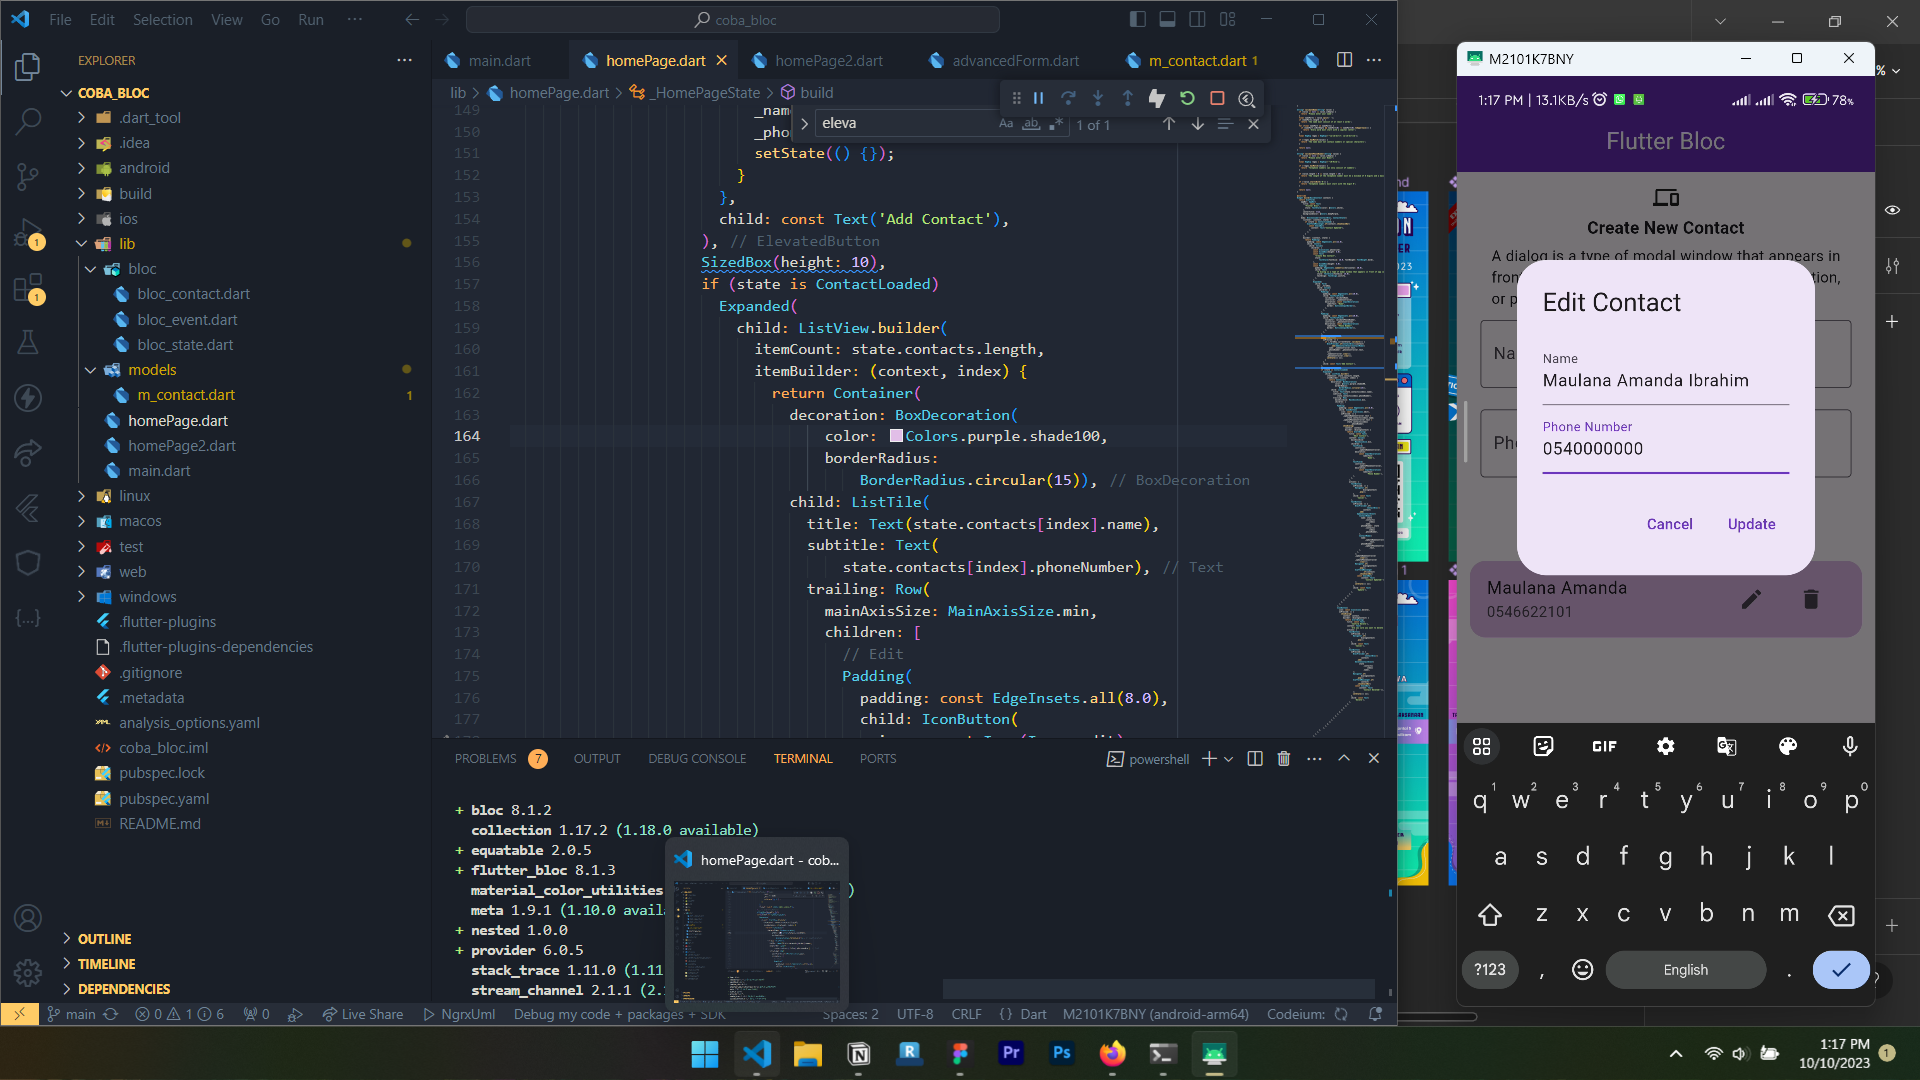 File Edit Selection View Go Run ···
coba_bloc
EXPLORER
COBA_BLOC
.dart_tool
.idea
android
build
ios
lib
bloc
bloc_contact.dart
bloc_event.dart
bloc_state.dart
models
m_contact.dart 1
homePage.dart
homePage2.dart
main.dart
linux
macos
test
web
windows
.flutter-plugins
.flutter-plugins-dependencies
.gitignore
.metadata
analysis_options.yaml
coba_bloc.iml
pubspec.lock
pubspec.yaml
README.md
OUTLINE
TIMELINE
DEPENDENCIES
main.dart homePage.dart homePage2.dart advancedForm.dart m_contact.dart 1
lib > homePage.dart > _HomePageState > build
eleva Aa ab 1 of 1
149
150
151 setState(() {});
152 }
153 },
154 child: const Text('Add Contact'),
155 ), // ElevatedButton
156 SizedBox(height: 10),
157 if (state is ContactLoaded)
158 Expanded(
159 child: ListView.builder(
160 itemCount: state.contacts.length,
161 itemBuilder: (context, index) {
162 return Container(
163 decoration: BoxDecoration(
164 color: Colors.purple.shade100,
165 borderRadius:
166 BorderRadius.circular(15)), // BoxDecoration
167 child: ListTile(
168 title: Text(state.contacts[index].name),
169 subtitle: Text(
170 state.contacts[index].phoneNumber), // Text
171 trailing: Row(
172 mainAxisSize: MainAxisSize.min,
173 children: [
174 // Edit
175 Padding(
176 padding: const EdgeInsets.all(8.0),
177 child: IconButton(
PROBLEMS 7 OUTPUT DEBUG CONSOLE TERMINAL PORTS
powershell
+ bloc 8.1.2
collection 1.17.2 (1.18.0 available)
+ equatable 2.0.5
+ flutter_bloc 8.1.3
material_color_utilities )
meta 1.9.1 (1.10.0
+ nested 1.0.0
+ provider 6.0.5
stack_trace 1.11.0 (1.11
stream_channel 2.1.1 (2.
homePage.dart - cob...
main 0 1 6 0 Live Share NgrxUml Debug my code + packages + SDK
Spaces: 2 UTF-8 CRLF {} Dart M2101K7BNY (android-arm64) Codeium:
M2101K7BNY
1:17 PM | 13.1KB/s 78%
Flutter Bloc
Create New Contact
A dialog is a type of modal window that appears in
Edit Contact
Name
Maulana Amanda Ibrahim
Phone Number
0540000000
Cancel Update
Maulana Amanda
0546622101
GIF
q1 w2 e3 r4 t5 y6 u7 i8 o9 p0
a s d f g h j k l
z x c v b n m
?123 , English .
1:17 PM
10/10/2023
1